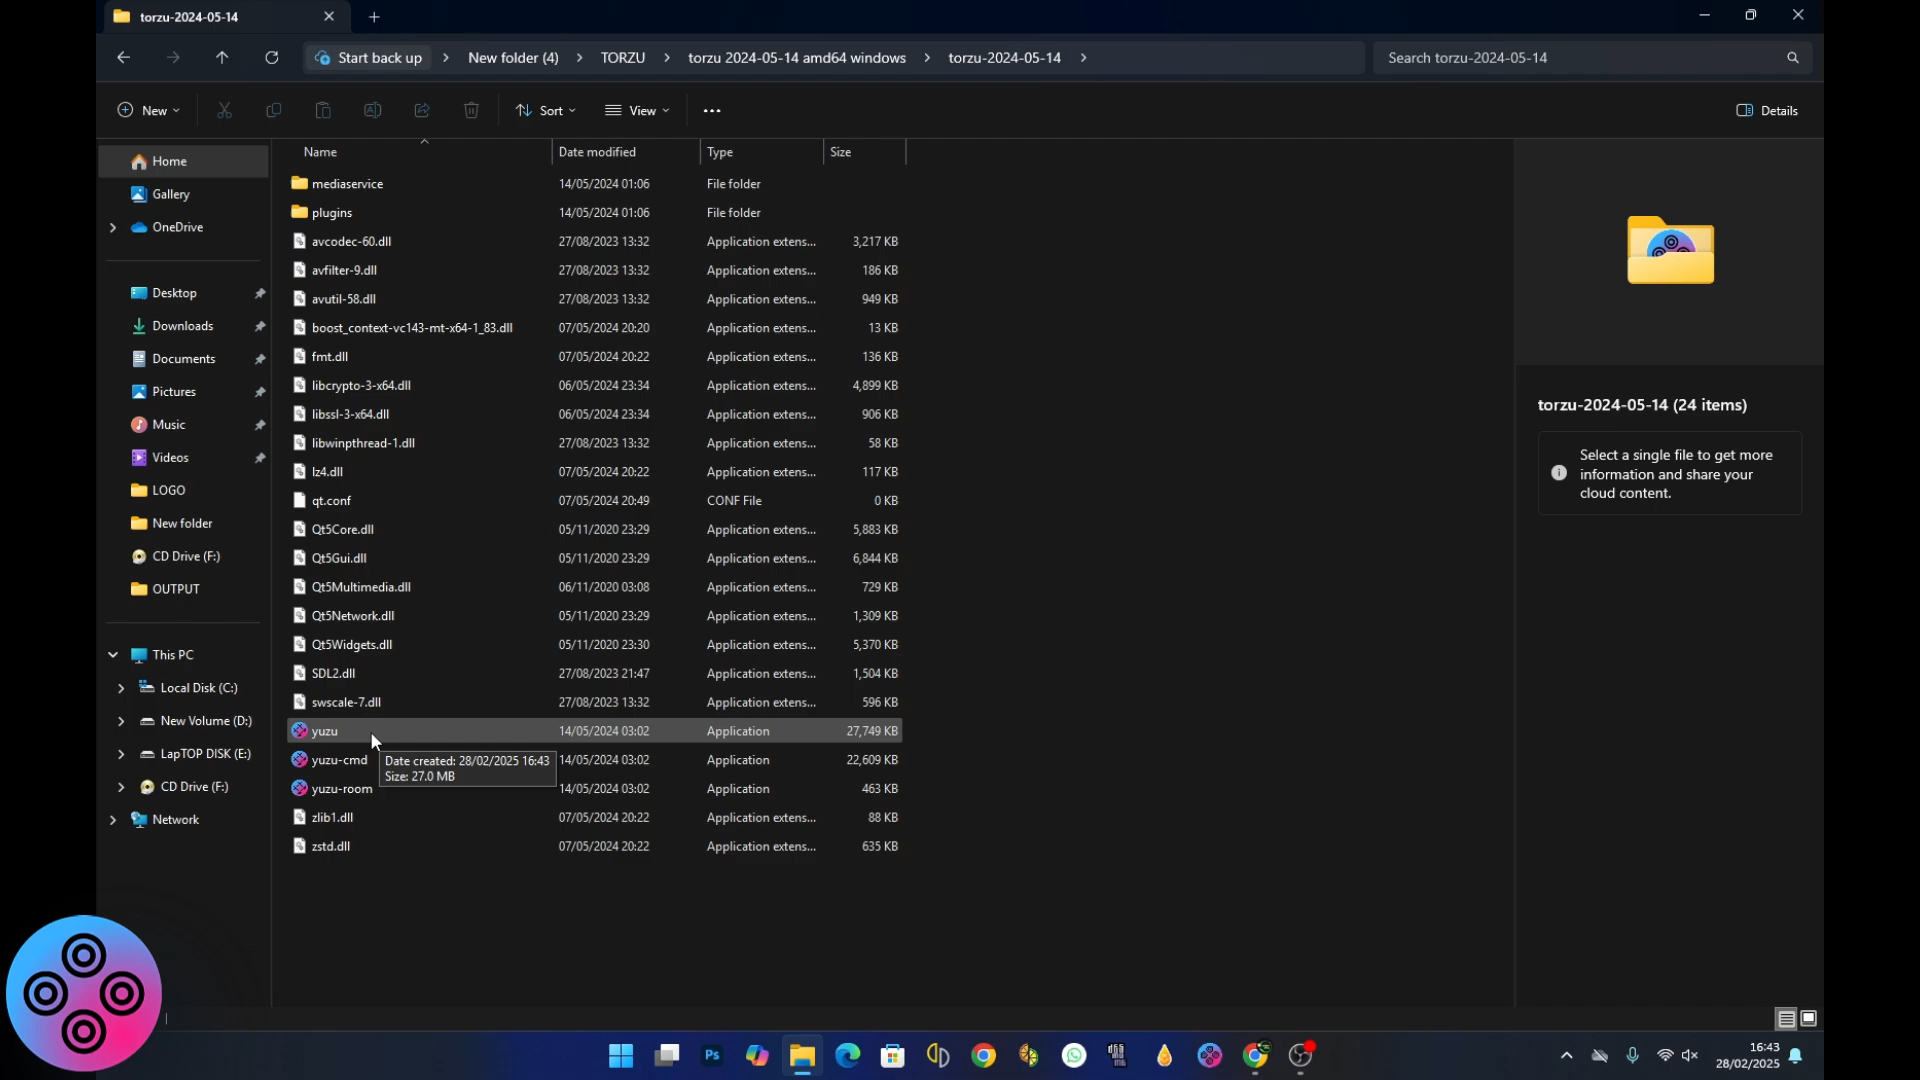 torzu-2024-05-14
Start back up > New folder (4) > TORZU > torzu 2024-05-14 amd64 windows > torzu-2024-05-14 >
Search torzu-2024-05-14
New
Sort
View
Details
Name Date modified Type Size
mediaservice 14/05/2024 01:06 File folder
plugins 14/05/2024 01:06 File folder
avcodec-60.dll 27/08/2023 13:32 Application extens... 3,217 KB
avfilter-9.dll 27/08/2023 13:32 Application extens... 186 KB
avutil-58.dll 27/08/2023 13:32 Application extens... 949 KB
boost_context-vc143-mt-x64-1_83.dll 07/05/2024 20:20 Application extens... 13 KB
fmt.dll 07/05/2024 20:22 Application extens... 136 KB
libcrypto-3-x64.dll 06/05/2024 23:34 Application extens... 4,899 KB
libssl-3-x64.dll 06/05/2024 23:34 Application extens... 906 KB
libwinpthread-1.dll 27/08/2023 13:32 Application extens... 58 KB
lz4.dll 07/05/2024 20:22 Application extens... 117 KB
qt.conf 07/05/2024 20:49 CONF File 0 KB
Qt5Core.dll 05/11/2020 23:29 Application extens... 5,883 KB
Qt5Gui.dll 05/11/2020 23:29 Application extens... 6,844 KB
Qt5Multimedia.dll 06/11/2020 03:08 Application extens... 729 KB
Qt5Network.dll 05/11/2020 23:29 Application extens... 1,309 KB
Qt5Widgets.dll 05/11/2020 23:30 Application extens... 5,370 KB
SDL2.dll 27/08/2023 21:47 Application extens... 1,504 KB
swscale-7.dll 27/08/2023 13:32 Application extens... 596 KB
yuzu 14/05/2024 03:02 Application 27,749 KB
yuzu-cmd 14/05/2024 03:02 Application 22,609 KB
yuzu-room 14/05/2024 03:02 Application 463 KB
zlib1.dll 07/05/2024 20:22 Application extens... 88 KB
zstd.dll 07/05/2024 20:22 Application extens... 635 KB
Date created: 28/02/2025 16:43
Size: 27.0 MB
Home
Gallery
OneDrive
Desktop
Downloads
Documents
Pictures
Music
Videos
LOGO
New folder
CD Drive (F:)
OUTPUT
This PC
Local Disk (C:)
New Volume (D:)
LapTOP DISK (E:)
CD Drive (F:)
Network
torzu-2024-05-14 (24 items)
Select a single file to get more
information and share your
cloud content.
Ps
16:43
28/02/2025